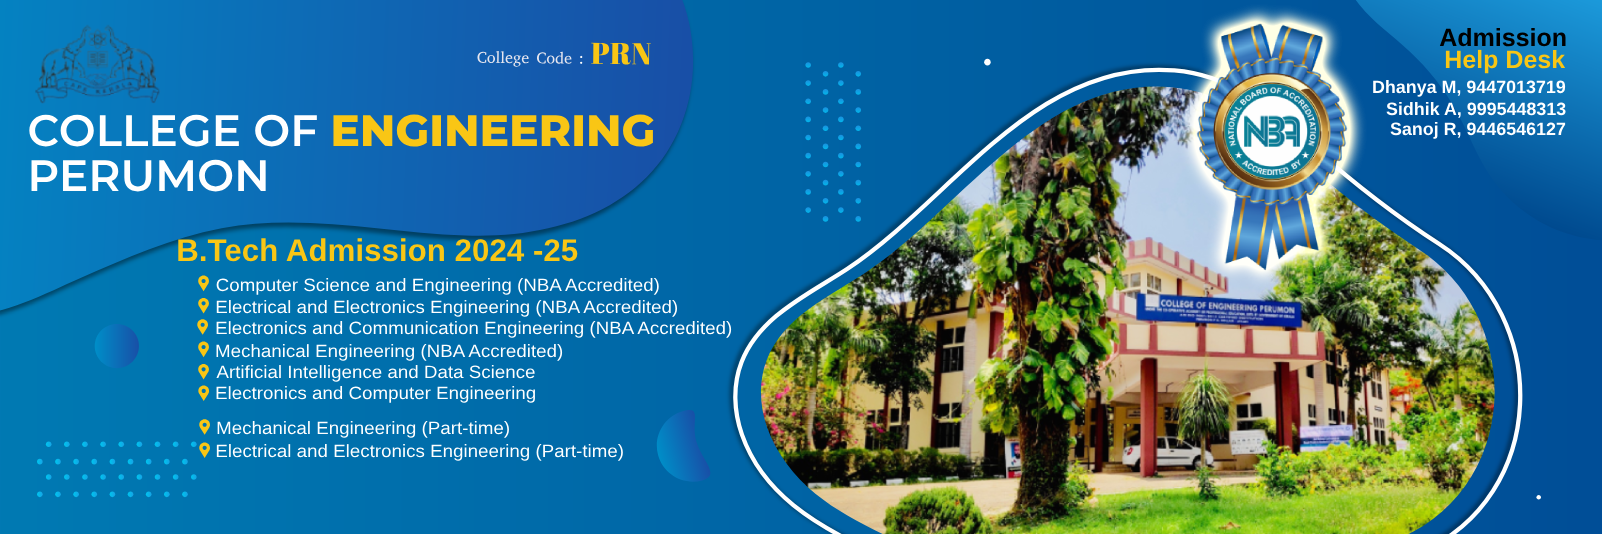 College Code : PRN
COLLEGE OF ENGINEERING
PERUMON
B.Tech Admission 2024 -25
Computer Science and Engineering (NBA Accredited)
Electrical and Electronics Engineering (NBA Accredited)
Electronics and Communication Engineering (NBA Accredited)
Mechanical Engineering (NBA Accredited)
Artificial Intelligence and Data Science
Electronics and Computer Engineering
Mechanical Engineering (Part-time)
Electrical and Electronics Engineering (Part-time)
NATIONAL BOARD OF ACCREDITATION
NBA
★ ACCREDITED BY ★
Admission
Help Desk
Dhanya M, 9447013719
Sidhik A, 9995448313
Sanoj R, 9446546127
COLLEGE OF ENGINEERING PERUMON